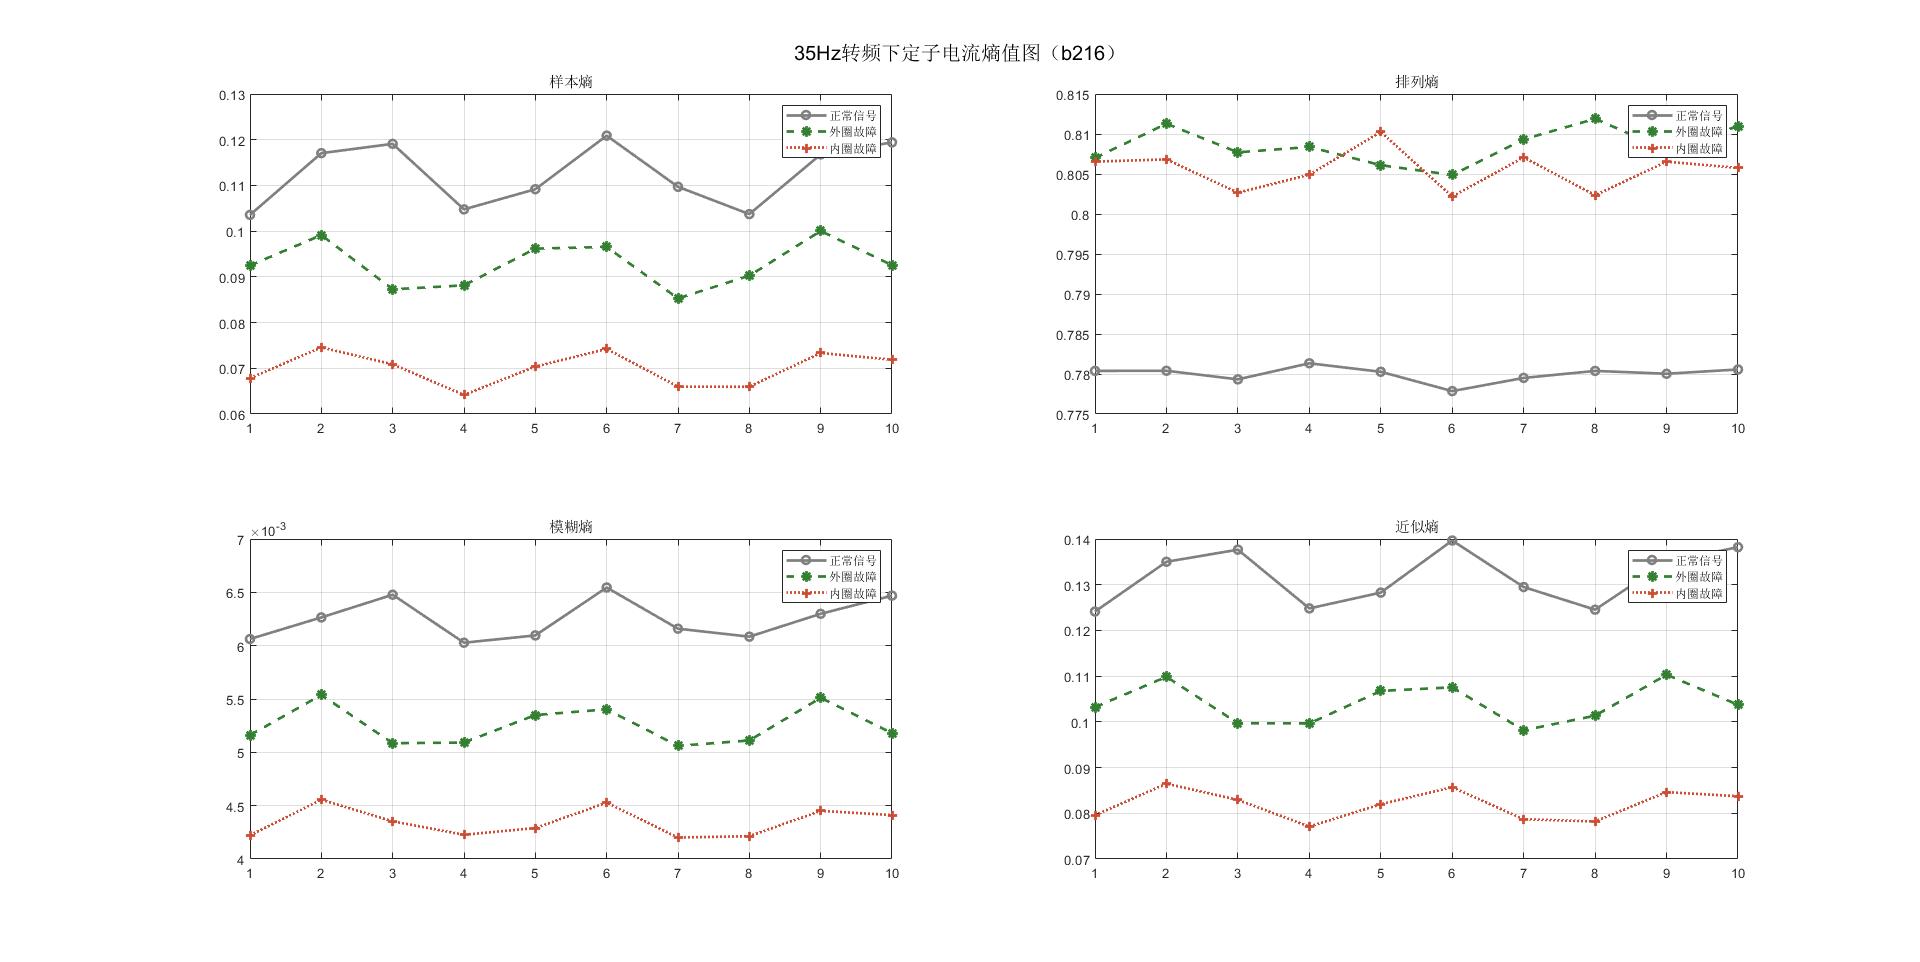 35Hz转频下定子电流熵值图（b216）
样本熵
0.13
0.12
0.11
0.1
0.09
0.08
0.07
0.06
1 2 3 4 5 6 7 8 9 10
正常信号
外圈故障
内圈故障
排列熵
0.815
0.81
0.805
0.8
0.795
0.79
0.785
0.78
0.775
1 2 3 4 5 6 7 8 9 10
正常信号
外圈故障
内圈故障
模糊熵
×10-3
7
6.5
6
5.5
5
4.5
4
1 2 3 4 5 6 7 8 9 10
正常信号
外圈故障
内圈故障
近似熵
0.14
0.13
0.12
0.11
0.1
0.09
0.08
0.07
1 2 3 4 5 6 7 8 9 10
正常信号
外圈故障
内圈故障